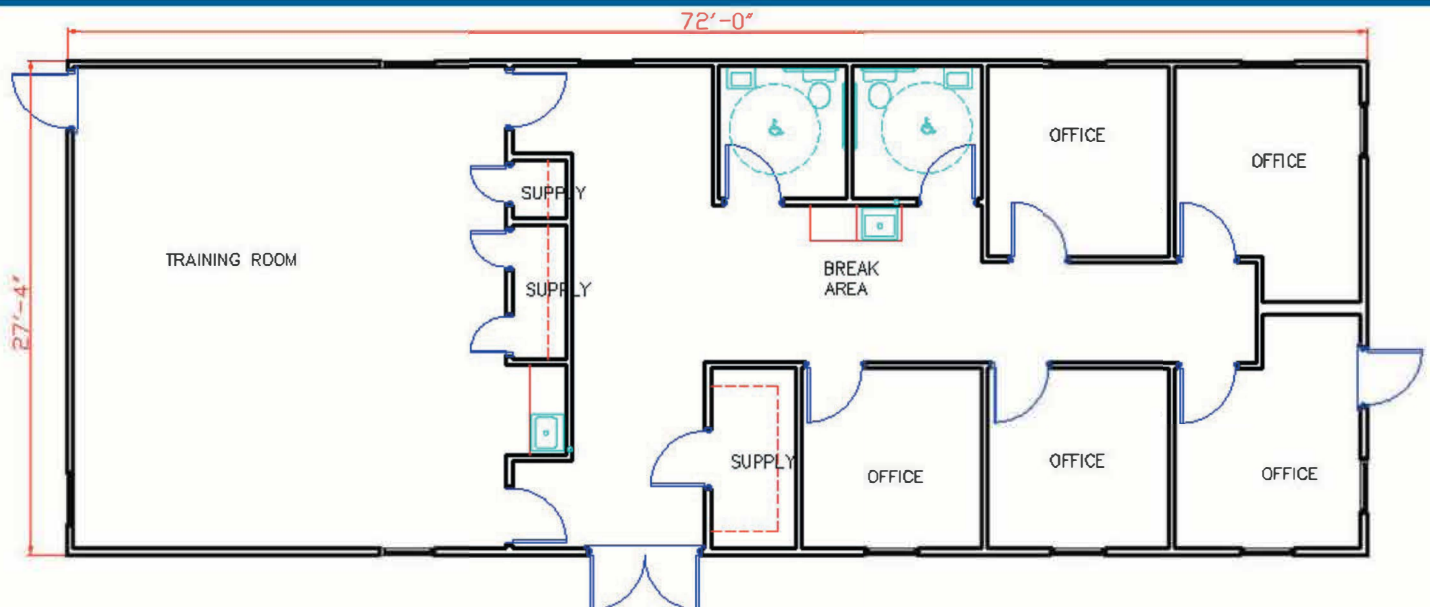 72'-0"
27'-4"
OFFICE
OFFICE
SUPPLY
TRAINING ROOM
BREAK
AREA
SUPPLY
SUPPLY
OFFICE
OFFICE
OFFICE